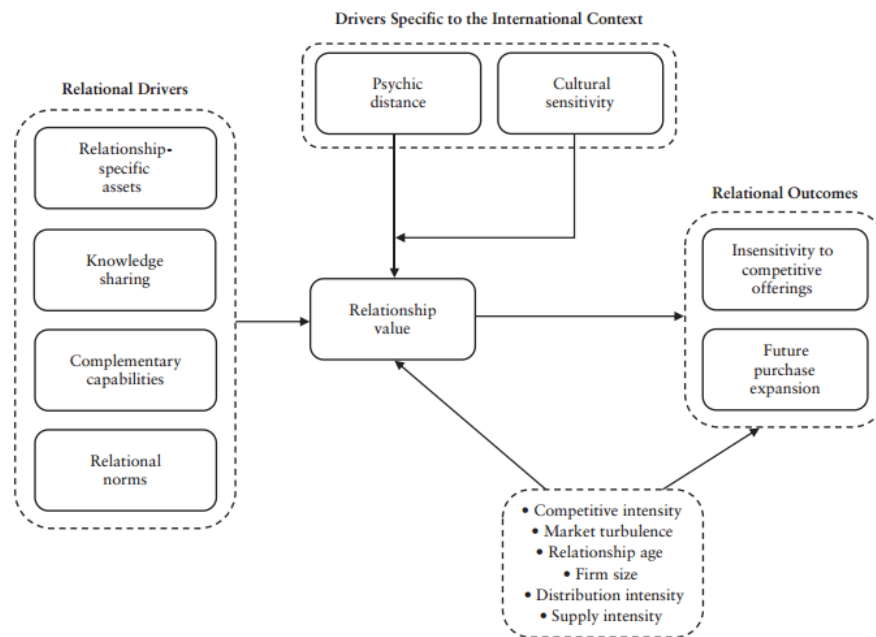 Drivers Specific to the International Context
Psychic
distance
Cultural
sensitivity
Relational Drivers
Relationship-
specific
assets
Knowledge
sharing
Complementary
capabilities
Relational
norms
Relationship
value
Relational Outcomes
Insensitivity to
competitive
offerings
Future
purchase
expansion
• Competitive intensity
• Market turbulence
• Relationship age
• Firm size
• Distribution intensity
• Supply intensity